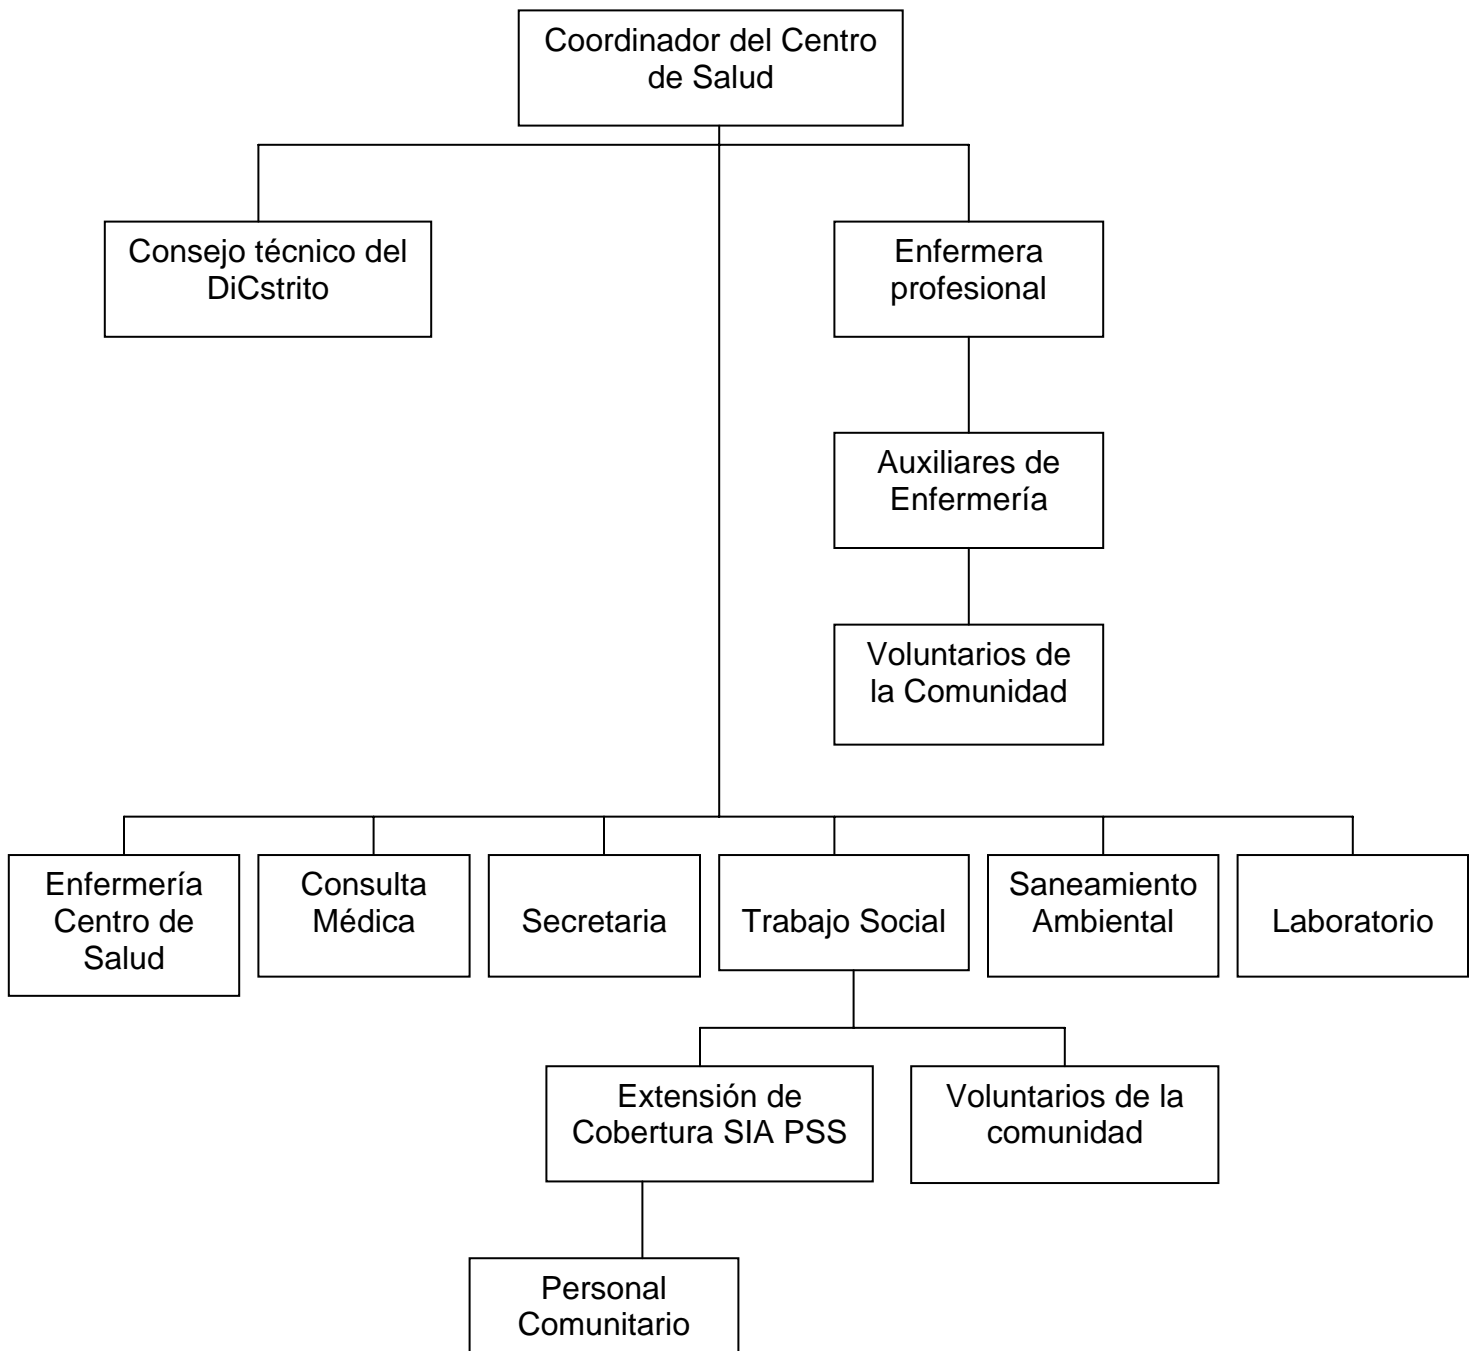 Coordinador del Centro
de Salud
Consejo técnico del
DiCstrito
Enfermera
profesional
Auxiliares de
Enfermería
Voluntarios de
la Comunidad
Enfermería
Centro de
Salud
Consulta
Médica
Secretaria
Trabajo Social
Saneamiento
Ambiental
Laboratorio
Extensión de
Cobertura SIA PSS
Voluntarios de la
comunidad
Personal
Comunitario